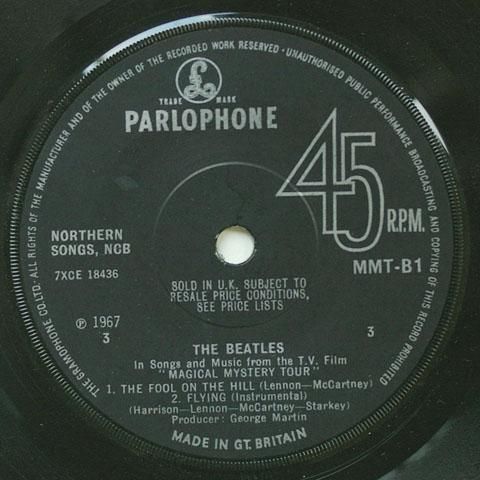 THE GRAMOPHONE CO. LTD. ALL RIGHTS OF THE MANUFACTURER AND OF THE OWNER OF THE RECORDED WORK RESERVED · UNAUTHORISED PUBLIC PERFORMANCE BROADCASTING AND COPYING OF THIS RECORD PROHIBITED
£
TRADE MARK
PARLOPHONE
45
R.P.M.
NORTHERN
SONGS, NCB
MMT-B1
7XCE 18436
SOLD IN U.K. SUBJECT TO
RESALE PRICE CONDITIONS,
SEE PRICE LISTS
℗ 1967
3
3
THE BEATLES
In Songs and Music from the T.V. Film
"MAGICAL MYSTERY TOUR"
1. THE FOOL ON THE HILL (Lennon—McCartney)
2. FLYING (Instrumental)
(Harrison—Lennon—McCartney—Starkey)
Producer: George Martin
MADE IN GT. BRITAIN